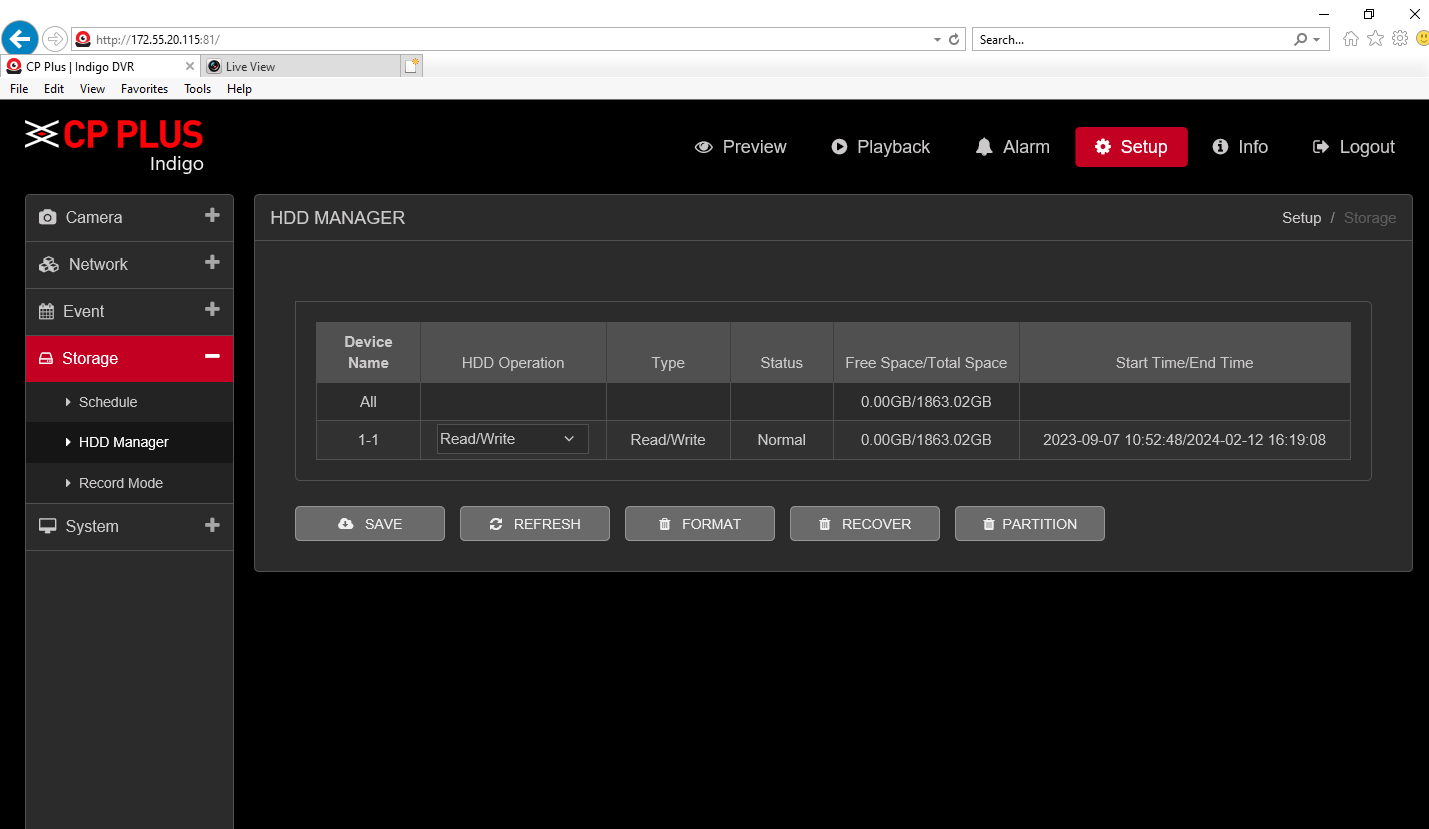 http://172.55.20.115:81/
Search...
CP Plus | Indigo DVR
Live View
File Edit View Favorites Tools Help
CP PLUS
Indigo
Preview Playback Alarm Setup Info Logout
Camera
Network
Event
Storage
Schedule
HDD Manager
Record Mode
System
HDD MANAGER
Setup / Storage
Device Name HDD Operation Type Status Free Space/Total Space Start Time/End Time
All 0.00GB/1863.02GB
1-1 Read/Write Read/Write Normal 0.00GB/1863.02GB 2023-09-07 10:52:48/2024-02-12 16:19:08
SAVE REFRESH FORMAT RECOVER PARTITION